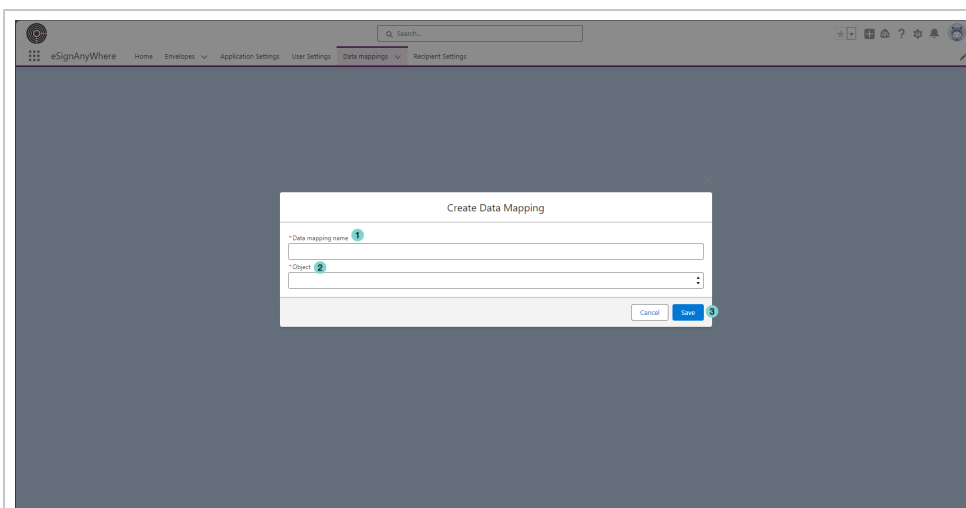 Search...
eSignAnyWhere Home Envelopes Application Settings User Settings Data mappings Recipient Settings
Create Data Mapping
*Data mapping name 1
*Object 2
Cancel Save 3